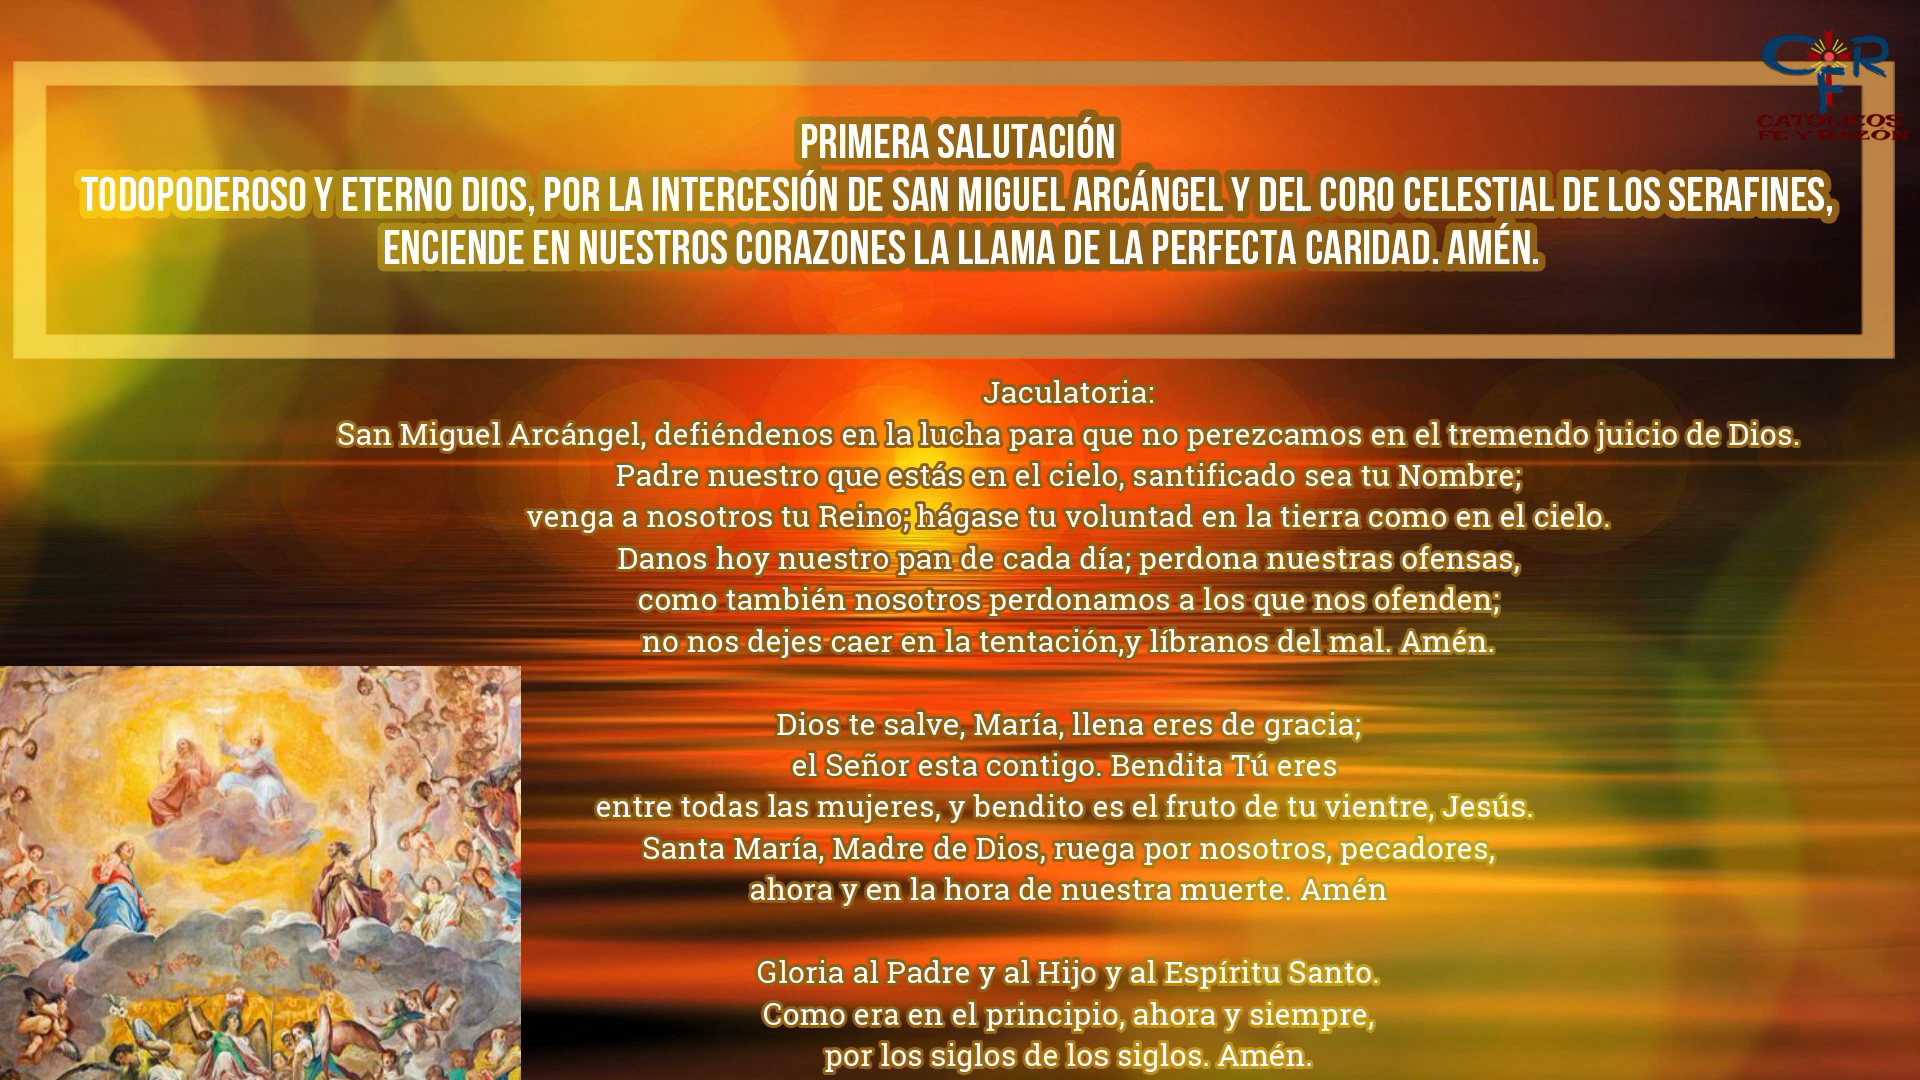 PRIMERA SALUTACIÓN
TODOPODEROSO Y ETERNO DIOS, POR LA INTERCESIÓN DE SAN MIGUEL ARCÁNGEL Y DEL CORO CELESTIAL DE LOS SERAFINES,
ENCIENDE EN NUESTROS CORAZONES LA LLAMA DE LA PERFECTA CARIDAD. AMÉN.
CFR
CATÓLICOS
FE Y RAZÓN
Jaculatoria:
San Miguel Arcángel, defiéndenos en la lucha para que no perezcamos en el tremendo juicio de Dios.
Padre nuestro que estás en el cielo, santificado sea tu Nombre;
venga a nosotros tu Reino; hágase tu voluntad en la tierra como en el cielo.
Danos hoy nuestro pan de cada día; perdona nuestras ofensas,
como también nosotros perdonamos a los que nos ofenden;
no nos dejes caer en la tentación,y líbranos del mal. Amén.
Dios te salve, María, llena eres de gracia;
el Señor esta contigo. Bendita Tú eres
entre todas las mujeres, y bendito es el fruto de tu vientre, Jesús.
Santa María, Madre de Dios, ruega por nosotros, pecadores,
ahora y en la hora de nuestra muerte. Amén
Gloria al Padre y al Hijo y al Espíritu Santo.
Como era en el principio, ahora y siempre,
por los siglos de los siglos. Amén.